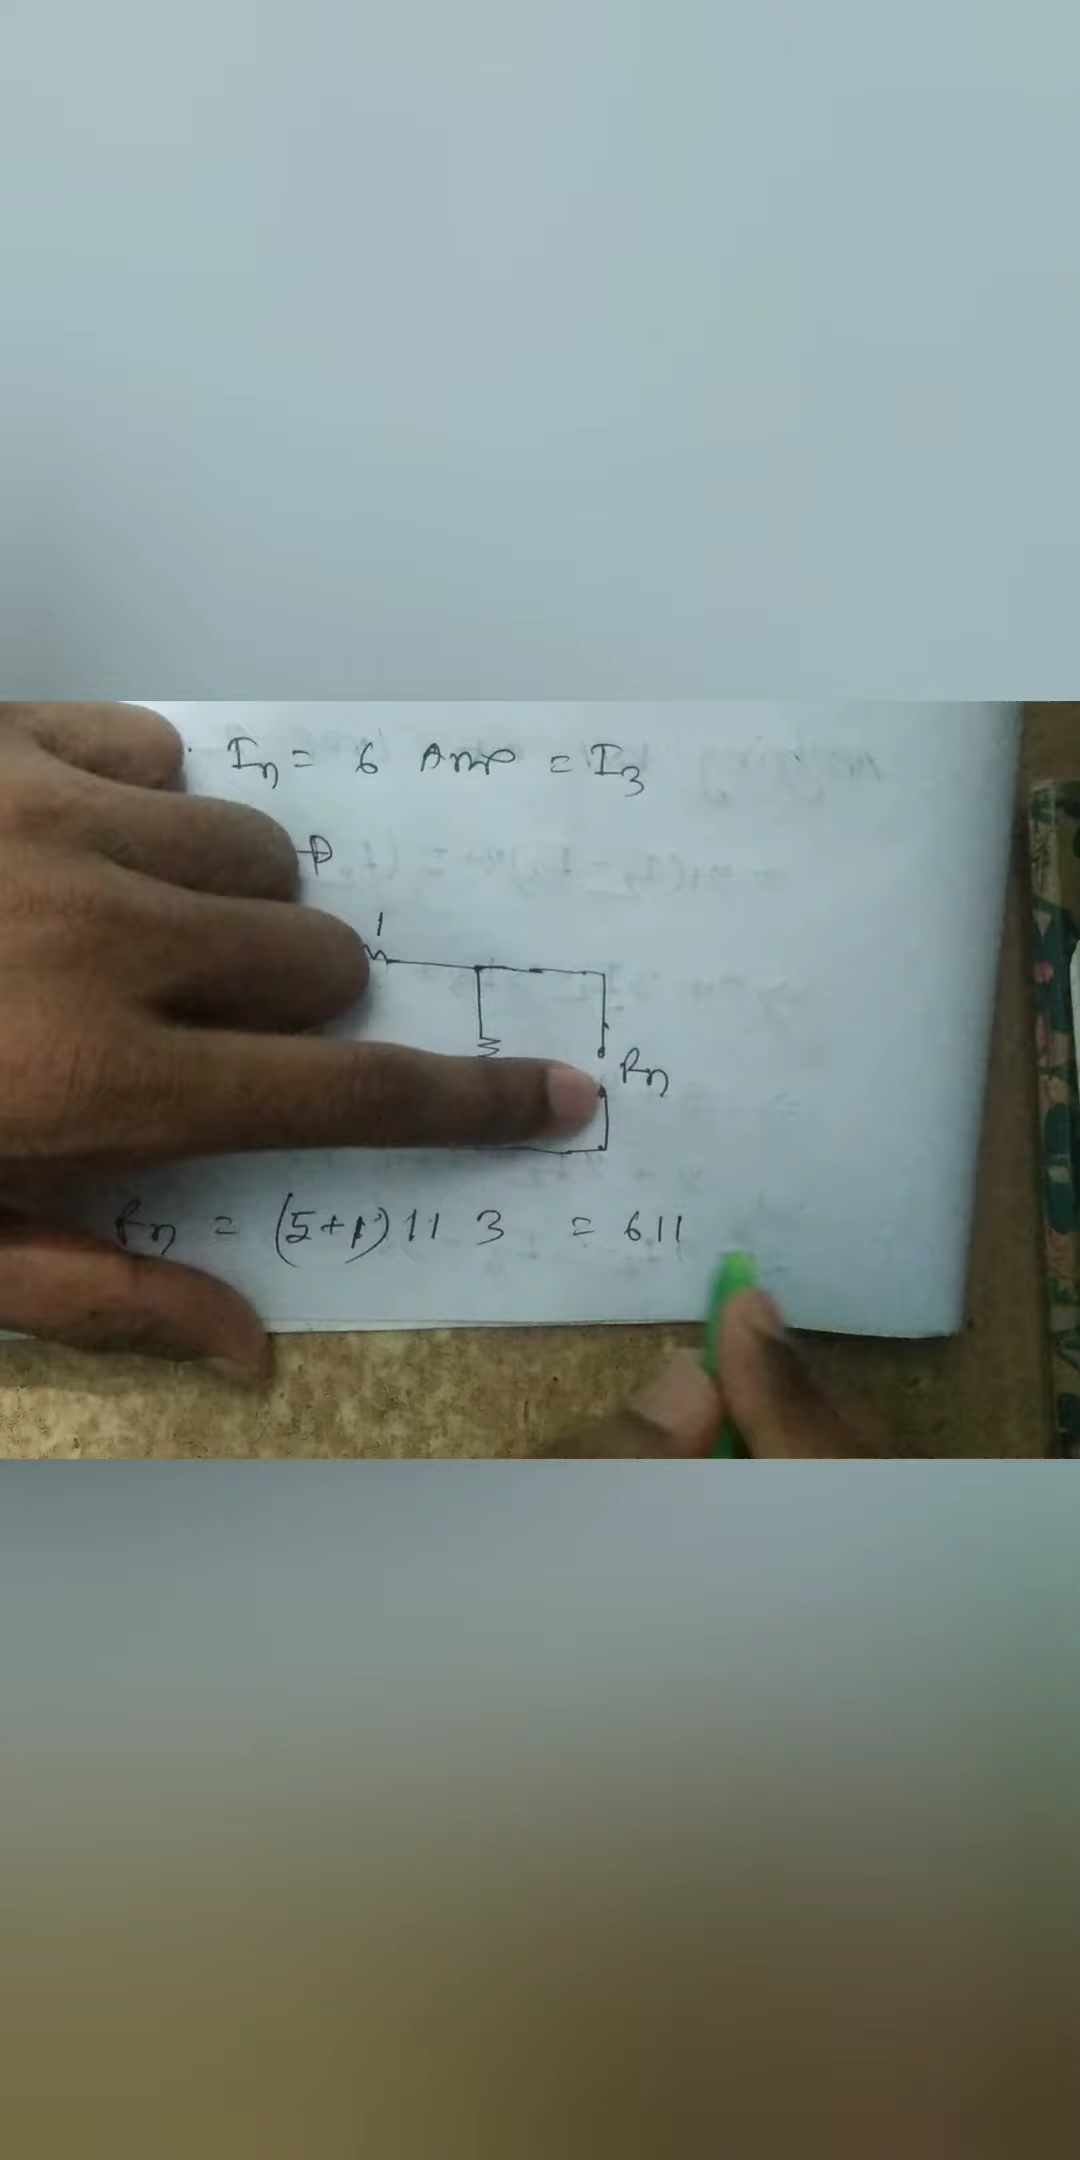 In = 6 Amp = I3
1
Rn
Rn = (5+1) 11 3 = 611